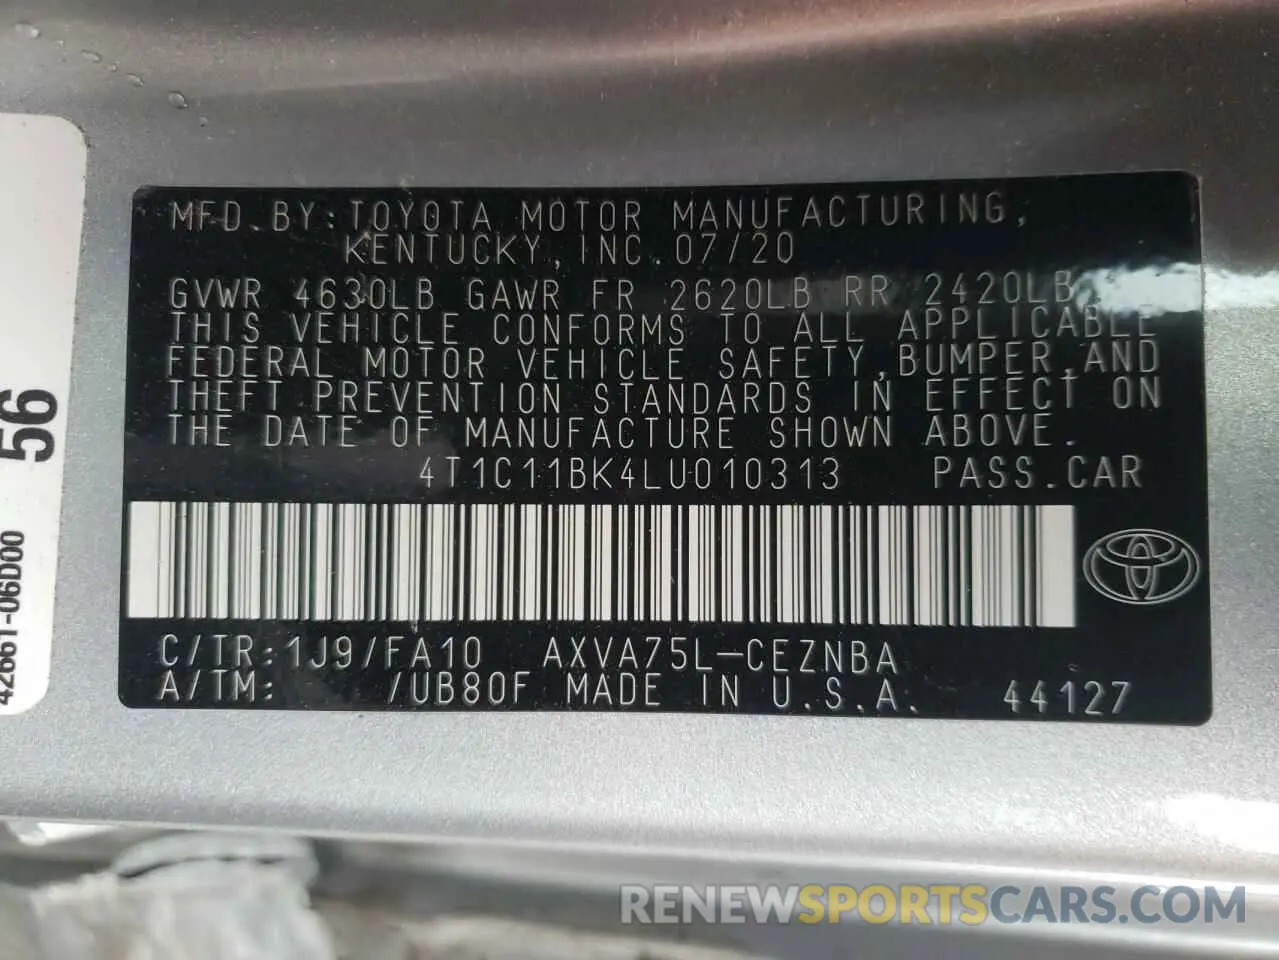 MFD.BY:TOYOTA MOTOR MANUFACTURING,
KENTUCKY,INC.07/20
GVWR 4630LB GAWR FR 2620LB RR 2420LB
THIS VEHICLE CONFORMS TO ALL APPLICABLE
FEDERAL MOTOR VEHICLE SAFETY,BUMPER,AND
THEFT PREVENTION STANDARDS IN EFFECT ON
THE DATE OF MANUFACTURE SHOWN ABOVE.
4T1C11BK4LU010313 PASS.CAR
C/TR:1J9/FA10 AXVA75L-CEZNBA
A/TM: /UB80F MADE IN U.S.A. 44127
56
42661-06D00
RENEWSPORTSCARS.COM